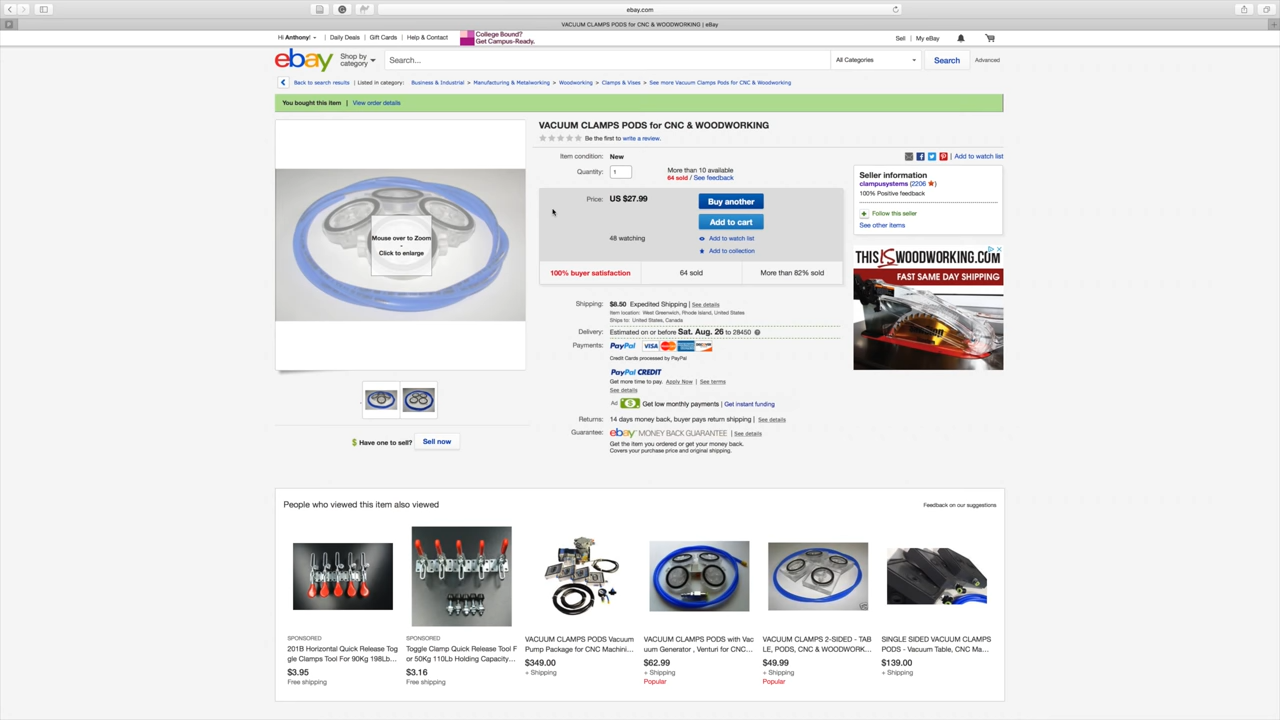 ebay.com
VACUUM CLAMPS PODS for CNC & WOODWORKING | eBay
Hi Anthony! | Daily Deals | Gift Cards | Help & Contact
College Bound?
Get Campus-Ready.
Sell | My eBay
ebay
Shop by
category
Search...
All Categories
Search
Advanced
Back to search results | Listed in category: Business & Industrial > Manufacturing & Metalworking > Woodworking > Clamps & Vises > See more Vacuum Clamps Pods for CNC & Woodworking
You bought this item | View order details
Mouse over to Zoom
-
Click to enlarge
Have one to sell? Sell now
VACUUM CLAMPS PODS for CNC & WOODWORKING
Be the first to write a review.
Item condition: New
Quantity: 1
More than 10 available
64 sold / See feedback
Price: US $27.99
Buy another
Add to cart
48 watching
Add to watch list
Add to collection
100% buyer satisfaction
64 sold
More than 82% sold
Shipping: $8.50 Expedited Shipping | See details
Item location: West Greenwich, Rhode Island, United States
Ships to: United States, Canada
Delivery: Estimated on or before Sat. Aug. 26 to 28450
Payments: PayPal VISA
Credit Cards processed by PayPal
PayPal CREDIT
Get more time to pay. Apply Now | See terms
See details
Ad $ Get low monthly payments | Get instant funding
Returns: 14 days money back, buyer pays return shipping | See details
Guarantee: ebay MONEY BACK GUARANTEE | See details
Get the item you ordered or get your money back.
Covers your purchase price and original shipping.
| Add to watch list
Seller information
clampusystems (2206 )
100% Positive feedback
Follow this seller
See other items
THISISWOODWORKING.COM
FAST SAME DAY SHIPPING
People who viewed this item also viewed
Feedback on our suggestions
SPONSORED
201B Horizontal Quick Release Tog
gle Clamps Tool For 90Kg 198Lb...
$3.95
Free shipping
SPONSORED
Toggle Clamp Quick Release Tool F
or 50Kg 110Lb Holding Capacity...
$3.16
Free shipping
VACUUM CLAMPS PODS Vacuum
Pump Package for CNC Machini...
$349.00
+ Shipping
VACUUM CLAMPS PODS with Vac
uum Generator , Venturi for CNC...
$62.99
+ Shipping
Popular
VACUUM CLAMPS 2-SIDED - TAB
LE, PODS, CNC & WOODWORK...
$49.99
+ Shipping
Popular
SINGLE SIDED VACUUM CLAMPS
PODS - Vacuum Table, CNC Ma...
$139.00
+ Shipping